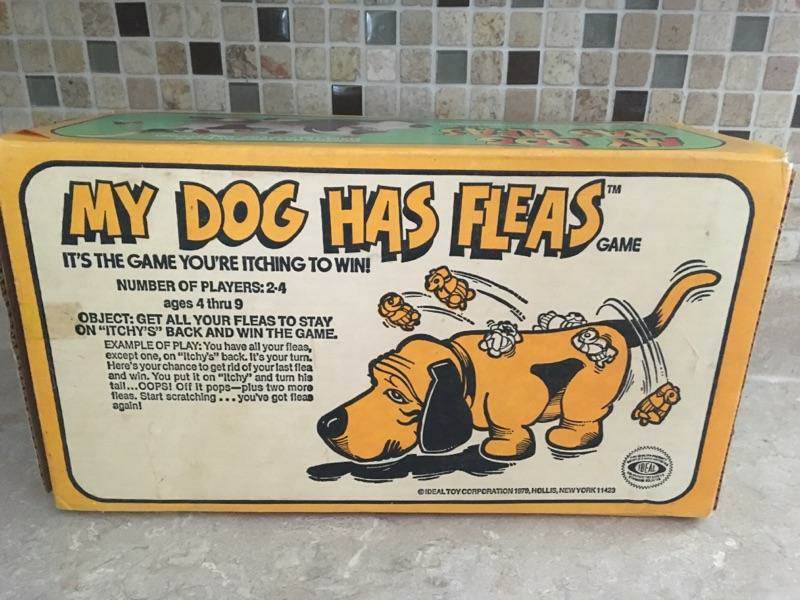 MY DOG HAS FLEAS
MY DOG HAS FLEAS™
GAME
IT'S THE GAME YOU'RE ITCHING TO WIN!
NUMBER OF PLAYERS: 2-4
ages 4 thru 9
OBJECT: GET ALL YOUR FLEAS TO STAY
ON "ITCHY'S" BACK AND WIN THE GAME.
EXAMPLE OF PLAY: You have all your fleas,
except one, on "Itchy's" back. It's your turn.
Here's your chance to get rid of your last flea
and win. You put it on "Itchy" and turn his
tail...OOPS! Off it pops—plus two more
fleas. Start scratching...you've got fleas
again!
IDEAL
©IDEAL TOY CORPORATION 1979, HOLLIS, NEW YORK 11423